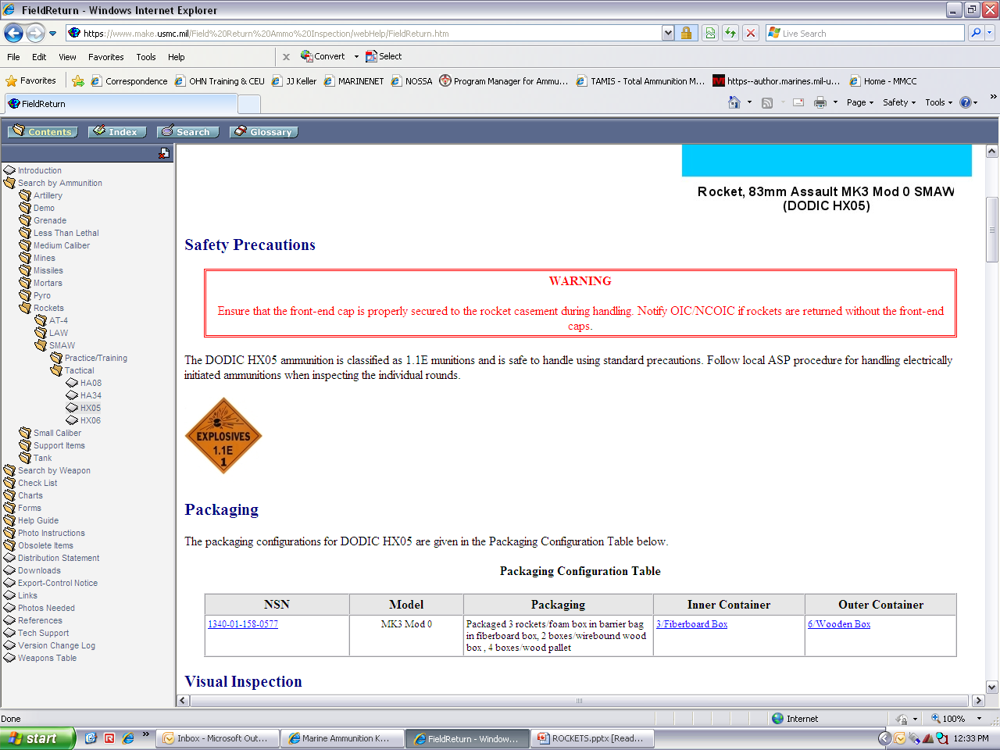 FieldReturn - Windows Internet Explorer
https://www.make.usmc.mil/Field%20Return%20Ammo%20Inspection/webHelp/FieldReturn.htm
Live Search
File Edit View Favorites Tools Help
Convert Select
Favorites Correspondence OHN Training & CEU JJ Keller MARINENET NOSSA Program Manager for Ammu... TAMIS - Total Ammunition M... https--author.marines.mil-u... Home - MMCC
FieldReturn
Page Safety Tools
Contents Index Search Glossary
Introduction
Search by Ammunition
Artillery
Demo
Grenade
Less Than Lethal
Medium Caliber
Mines
Missiles
Mortars
Pyro
Rockets
AT-4
LAW
SMAW
Practice/Training
Tactical
HA08
HA34
HX05
HX06
Small Caliber
Support Items
Tank
Search by Weapon
Check List
Charts
Forms
Help Guide
Photo Instructions
Obsolete Items
Distribution Statement
Downloads
Export-Control Notice
Links
Photos Needed
References
Tech Support
Version Change Log
Weapons Table
Rocket, 83mm Assault MK3 Mod 0 SMAW
(DODIC HX05)
Safety Precautions
WARNING
Ensure that the front-end cap is properly secured to the rocket casement during handling. Notify OIC/NCOIC if rockets are returned without the front-end
caps.
The DODIC HX05 ammunition is classified as 1.1E munitions and is safe to handle using standard precautions. Follow local ASP procedure for handling electrically
initiated ammunitions when inspecting the individual rounds.
EXPLOSIVES
1.1E
1
Packaging
The packaging configurations for DODIC HX05 are given in the Packaging Configuration Table below.
Packaging Configuration Table
NSN Model Packaging Inner Container Outer Container
1340-01-158-0577 MK3 Mod 0 Packaged 3 rockets/foam box in barrier bag 3/Fiberboard Box 6/Wooden Box
in fiberboard box, 2 boxes/wirebound wood
box , 4 boxes/wood pallet
Visual Inspection
Done Internet 100%
start Inbox - Microsoft Out... Marine Ammunition K... FieldReturn - Window... ROCKETS.pptx [Read... 12:33 PM